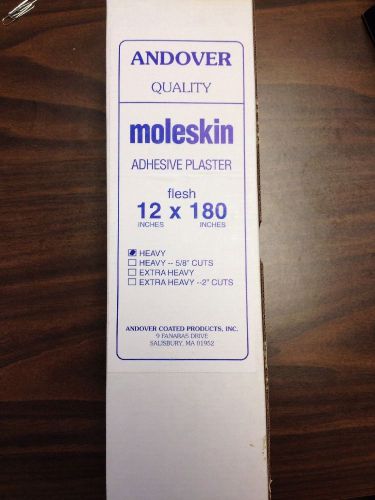 ANDOVER
QUALITY
moleskin
ADHESIVE PLASTER
flesh
12 x 180
INCHES INCHES
HEAVY
HEAVY -- 5/8" CUTS
EXTRA HEAVY
EXTRA HEAVY --2" CUTS
ANDOVER COATED PRODUCTS, INC.
9 FANARAS DRIVE
SALISBURY, MA 01952